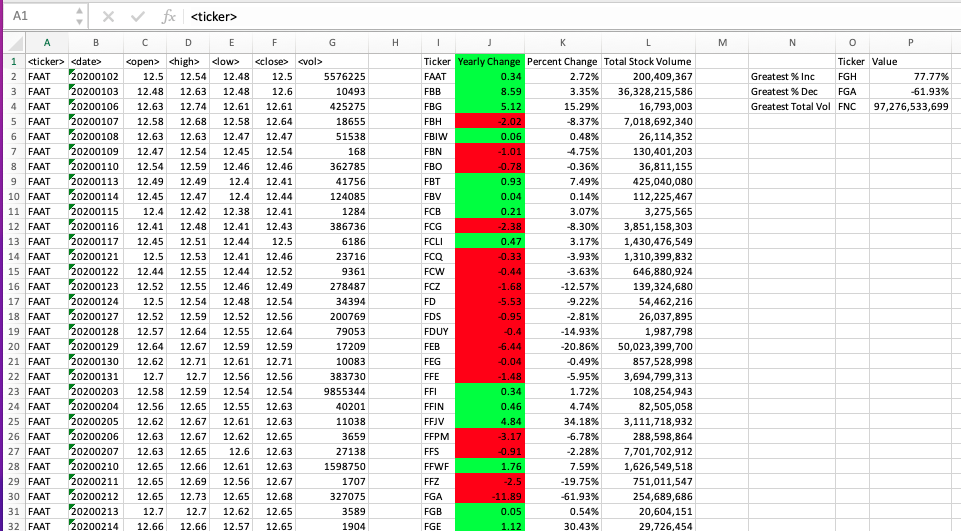 A1 fx <ticker>
A B C D E F G H I J K L M N O P
1 <ticker> <date> <open> <high> <low> <close> <vol> Ticker Yearly Change Percent Change Total Stock Volume Ticker Value
2 FAAT 20200102 12.5 12.54 12.48 12.5 5576225 FAAT 0.34 2.72% 200,409,367 Greatest % Inc FGH 77.77%
3 FAAT 20200103 12.48 12.63 12.48 12.6 10493 FBB 8.59 3.35% 36,328,215,586 Greatest % Dec FGA -61.93%
4 FAAT 20200106 12.63 12.74 12.61 12.61 425275 FBG 5.12 15.29% 16,793,003 Greatest Total Vol FNC 97,276,533,699
5 FAAT 20200107 12.58 12.68 12.58 12.64 18655 FBH -2.02 -8.37% 7,018,692,340
6 FAAT 20200108 12.63 12.63 12.47 12.47 51538 FBIW 0.06 0.48% 26,114,352
7 FAAT 20200109 12.47 12.54 12.45 12.54 168 FBN -1.01 -4.75% 130,401,203
8 FAAT 20200110 12.54 12.59 12.46 12.46 362785 FBO -0.78 -0.36% 36,811,155
9 FAAT 20200113 12.49 12.49 12.4 12.41 41756 FBT 0.93 7.49% 425,040,080
10 FAAT 20200114 12.45 12.47 12.4 12.44 124085 FBV 0.04 0.14% 112,225,467
11 FAAT 20200115 12.4 12.42 12.38 12.41 1284 FCB 0.21 3.07% 3,275,565
12 FAAT 20200116 12.41 12.48 12.41 12.43 386736 FCG -2.38 -8.30% 3,851,158,303
13 FAAT 20200117 12.45 12.51 12.44 12.5 6186 FCLI 0.47 3.17% 1,430,476,549
14 FAAT 20200121 12.5 12.53 12.41 12.46 23716 FCQ -0.33 -3.93% 1,310,399,832
15 FAAT 20200122 12.44 12.55 12.44 12.52 9361 FCW -0.44 -3.63% 646,880,924
16 FAAT 20200123 12.52 12.55 12.46 12.49 278487 FCZ -1.68 -12.57% 139,324,680
17 FAAT 20200124 12.5 12.54 12.48 12.54 34394 FD -5.53 -9.22% 54,462,216
18 FAAT 20200127 12.52 12.59 12.52 12.56 200769 FDS -0.95 -2.81% 26,037,895
19 FAAT 20200128 12.57 12.64 12.55 12.64 79053 FDUY -0.4 -14.93% 1,987,798
20 FAAT 20200129 12.64 12.67 12.59 12.59 17209 FEB -6.44 -20.86% 50,023,399,700
21 FAAT 20200130 12.62 12.71 12.61 12.71 10083 FEG -0.04 -0.49% 857,528,998
22 FAAT 20200131 12.7 12.7 12.56 12.56 383730 FFE -1.48 -5.95% 3,694,799,313
23 FAAT 20200203 12.58 12.59 12.54 12.54 9855344 FFI 0.34 1.72% 108,254,943
24 FAAT 20200204 12.56 12.65 12.55 12.63 40201 FFIN 0.46 4.74% 82,505,058
25 FAAT 20200205 12.62 12.67 12.61 12.63 11038 FFJV 4.84 34.18% 3,111,718,932
26 FAAT 20200206 12.63 12.67 12.62 12.65 3659 FFPM -3.17 -6.78% 288,598,864
27 FAAT 20200207 12.63 12.65 12.6 12.63 27138 FFS -0.91 -2.28% 7,701,702,912
28 FAAT 20200210 12.65 12.66 12.61 12.63 1598750 FFWF 1.76 7.59% 1,626,549,518
29 FAAT 20200211 12.65 12.69 12.56 12.67 1707 FFZ -2.5 -19.75% 751,011,547
30 FAAT 20200212 12.65 12.73 12.65 12.68 327075 FGA -11.89 -61.93% 254,689,686
31 FAAT 20200213 12.7 12.7 12.62 12.65 3589 FGB 0.05 0.54% 20,604,151
32 FAAT 20200214 12.66 12.66 12.57 12.65 1904 FGE 1.12 30.43% 29,726,454